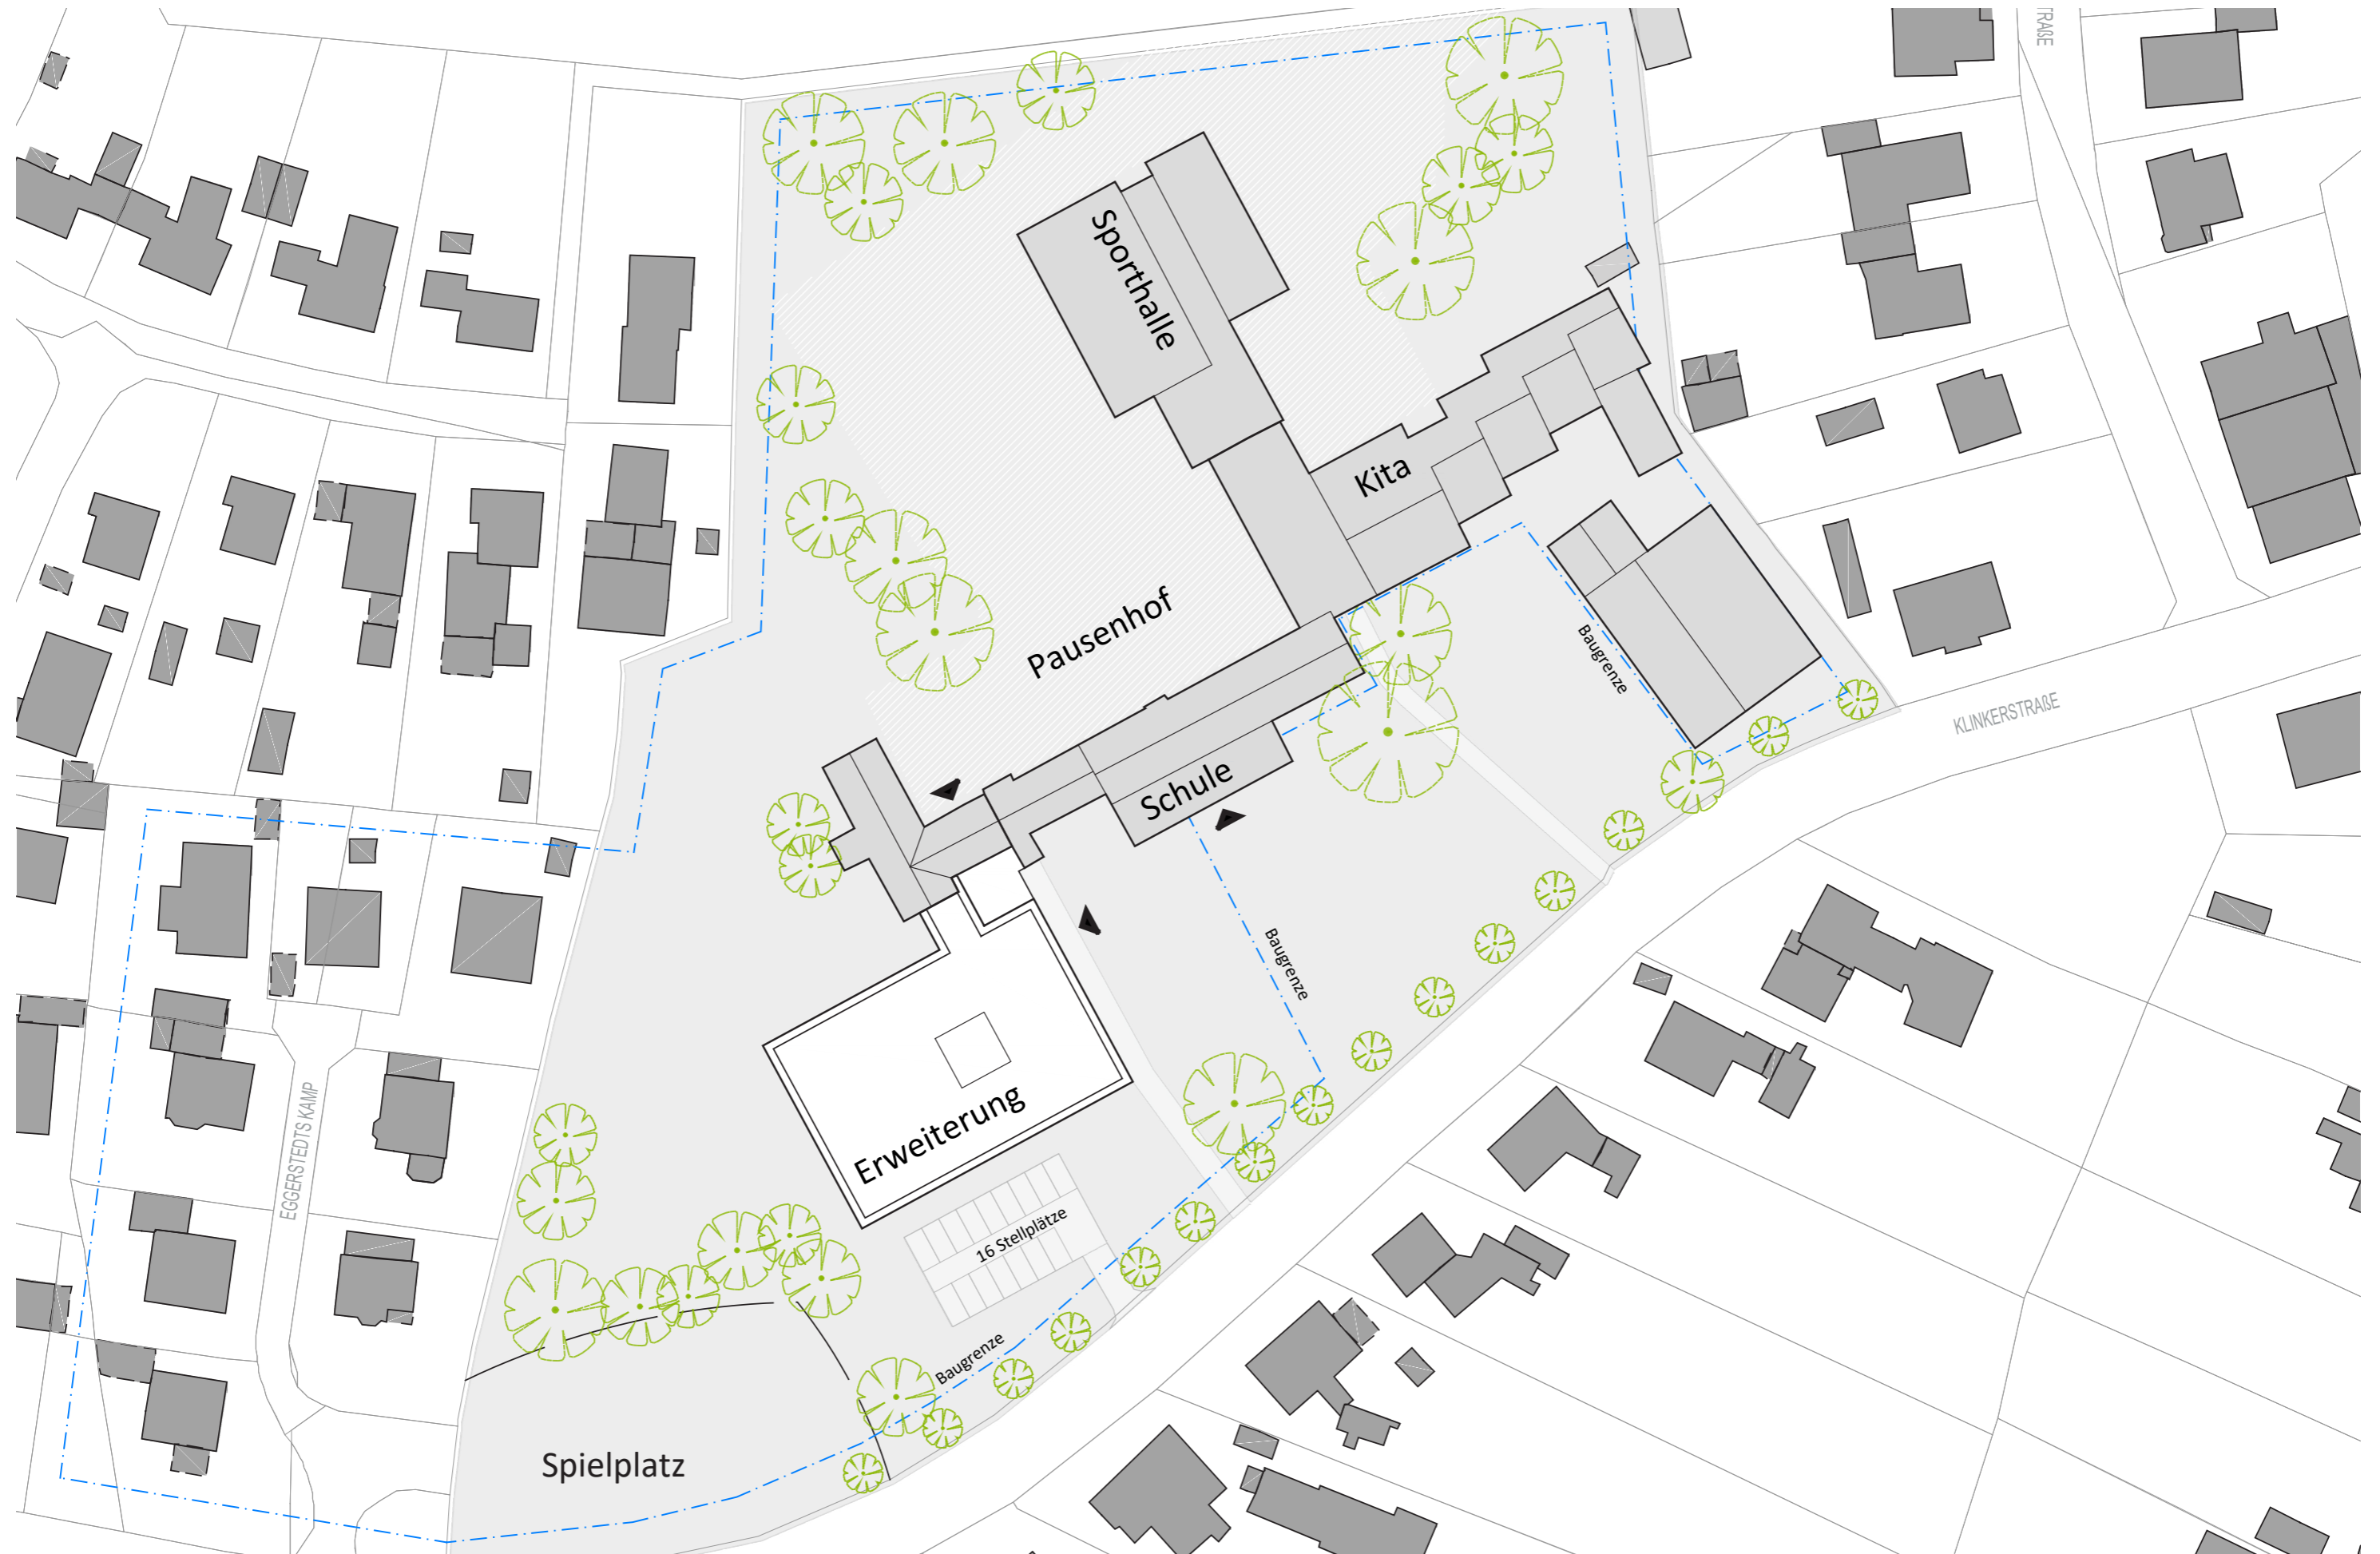 TRAßE
Sporthalle
Kita
Pausenhof
Baugrenze
KLINKERSTRAßE
Schule
Baugrenze
Erweiterung
EGGERSTEDTS KAMP
16 Stellplätze
Baugrenze
Spielplatz